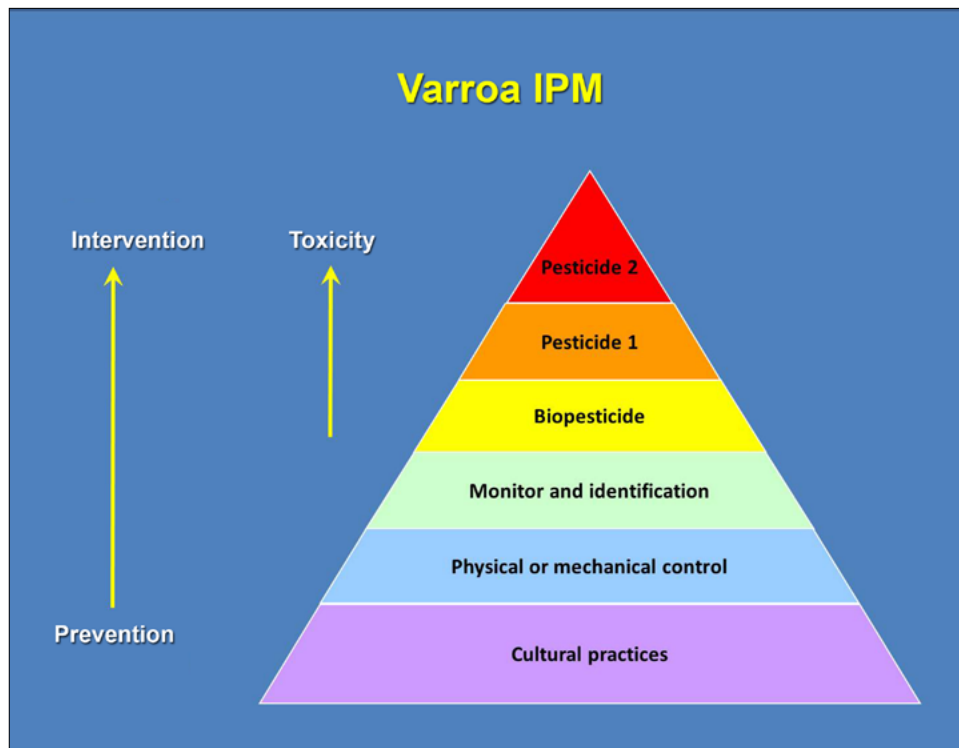 Varroa IPM
Intervention
Toxicity
Prevention
Pesticide 2
Pesticide 1
Biopesticide
Monitor and identification
Physical or mechanical control
Cultural practices